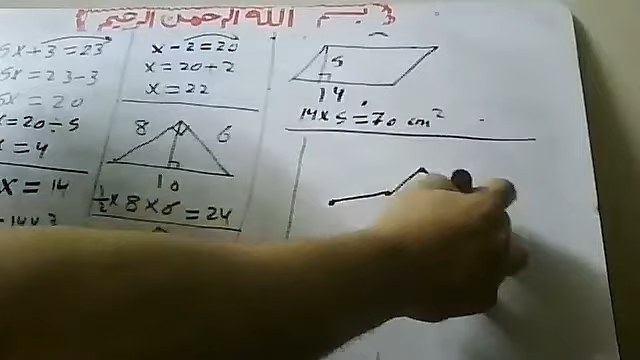 بسم الله الرحمن الرحيم
5x+3=23
5x=23-3
5x=20
x=20÷5
x=4
x=14
x-2=20
x=20+2
x=22
8 6
10
½×8×6=24
5
14
14×5=70 cm²